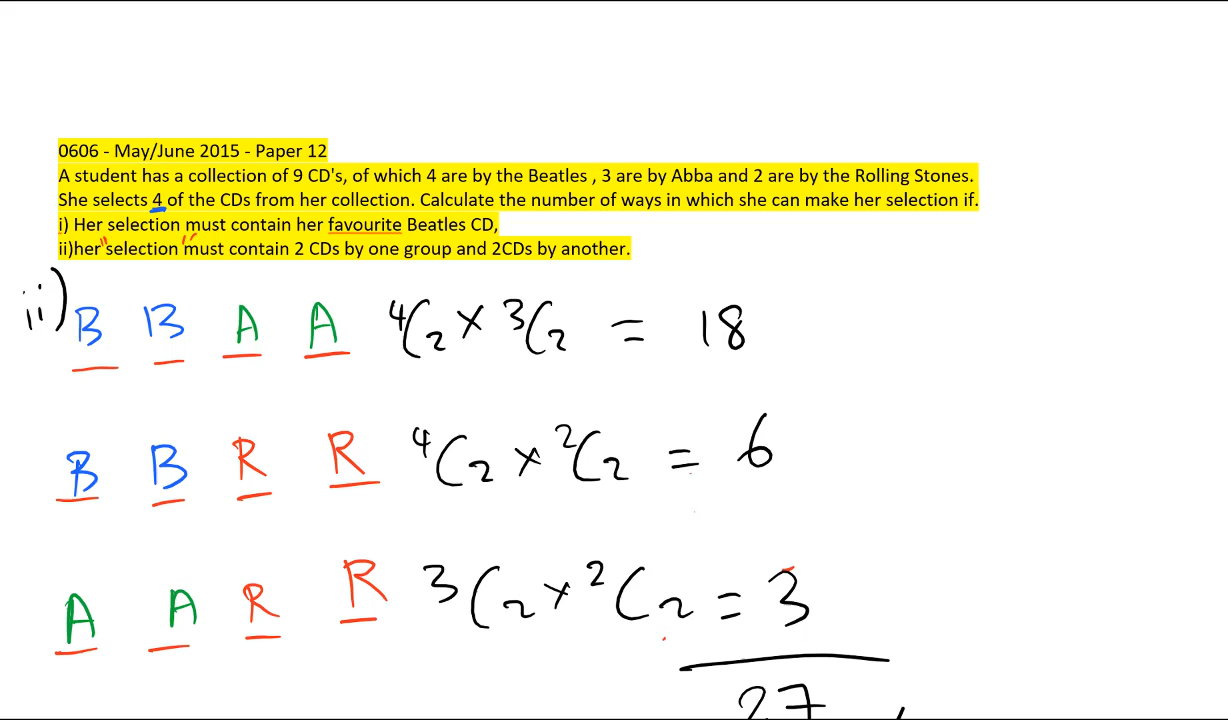 0606 - May/June 2015 - Paper 12
A student has a collection of 9 CD's, of which 4 are by the Beatles , 3 are by Abba and 2 are by the Rolling Stones.
She selects 4 of the CDs from her collection. Calculate the number of ways in which she can make her selection if.
i) Her selection must contain her favourite Beatles CD,
ii)her selection must contain 2 CDs by one group and 2CDs by another.
ii) B B A A ⁴C₂ × ³C₂ = 18
B B R R ⁴C₂ × ²C₂ = 6
A A R R ³C₂ × ²C₂ = 3
27